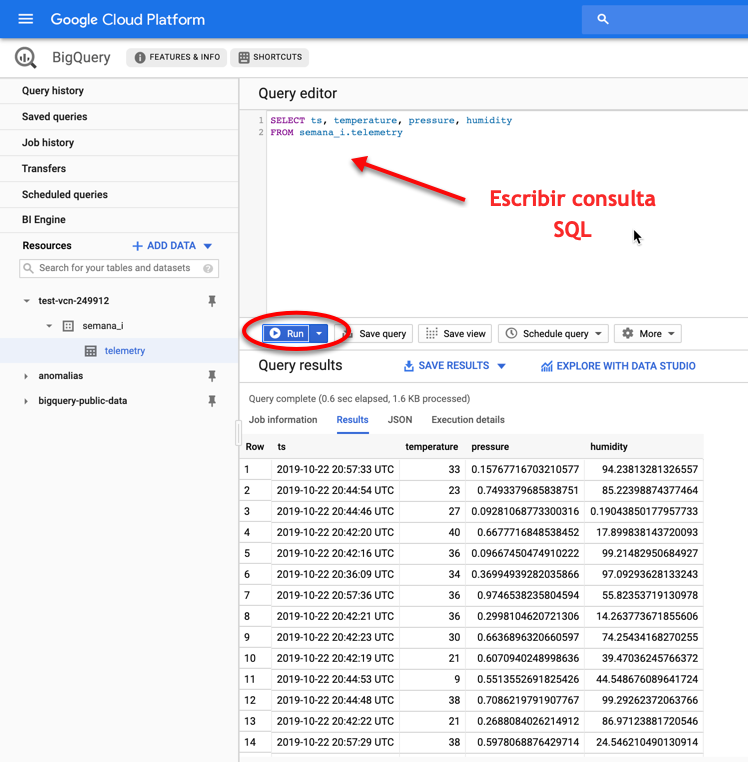 Google Cloud Platform
BigQuery
FEATURES & INFO
SHORTCUTS
Query history
Saved queries
Job history
Transfers
Scheduled queries
BI Engine
Resources
ADD DATA
Search for your tables and datasets
test-vcn-249912
semana_i
telemetry
anomalias
bigquery-public-data
Query editor
1 SELECT ts, temperature, pressure, humidity
2 FROM semana_i.telemetry
Escribir consulta
SQL
Run
Save query
Save view
Schedule query
More
Query results
SAVE RESULTS
EXPLORE WITH DATA STUDIO
Query complete (0.6 sec elapsed, 1.6 KB processed)
Job information Results JSON Execution details
Row ts temperature pressure humidity
1 2019-10-22 20:57:33 UTC 33 0.15767716703210577 94.23813281326557
2 2019-10-22 20:44:54 UTC 23 0.7493379685838751 85.22398874377464
3 2019-10-22 20:44:46 UTC 27 0.09281068773300316 0.19043850177957733
4 2019-10-22 20:42:20 UTC 40 0.6677716848538452 17.899838143720093
5 2019-10-22 20:42:16 UTC 36 0.09667450474910222 99.21482950684927
6 2019-10-22 20:36:09 UTC 34 0.36994939282035866 97.09293628133243
7 2019-10-22 20:57:36 UTC 36 0.9746538235804594 55.82353719130978
8 2019-10-22 20:42:21 UTC 36 0.2998104620721306 14.263773671855606
9 2019-10-22 20:42:23 UTC 30 0.6636896320660597 74.25434168270255
10 2019-10-22 20:42:19 UTC 21 0.6070940248998636 39.47036245766372
11 2019-10-22 20:44:53 UTC 9 0.5513552691825426 44.548676089641724
12 2019-10-22 20:44:48 UTC 38 0.7086219791907767 99.29262372063766
13 2019-10-22 20:42:22 UTC 21 0.2688084026214912 86.97123881720546
14 2019-10-22 20:57:29 UTC 38 0.5978068876429714 24.546210490130914